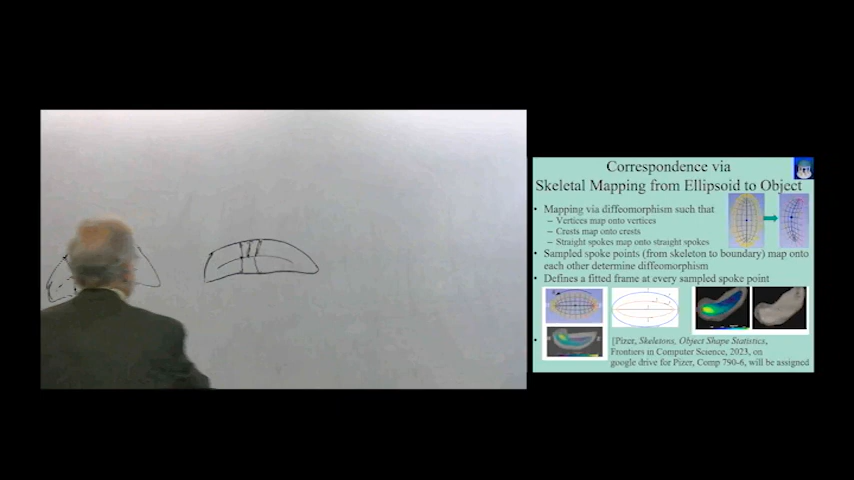 Correspondence via
Skeletal Mapping from Ellipsoid to Object
• Mapping via diffeomorphism such that
– Vertices map onto vertices
– Crests map onto crests
– Straight spokes map onto straight spokes
• Sampled spoke points (from skeleton to boundary) map onto
each other determine diffeomorphism
• Defines a fitted frame at every sampled spoke point
• [Pizer, Skeletons, Object Shape Statistics,
Frontiers in Computer Science, 2023, on
google drive for Pizer, Comp 790-6, will be assigned